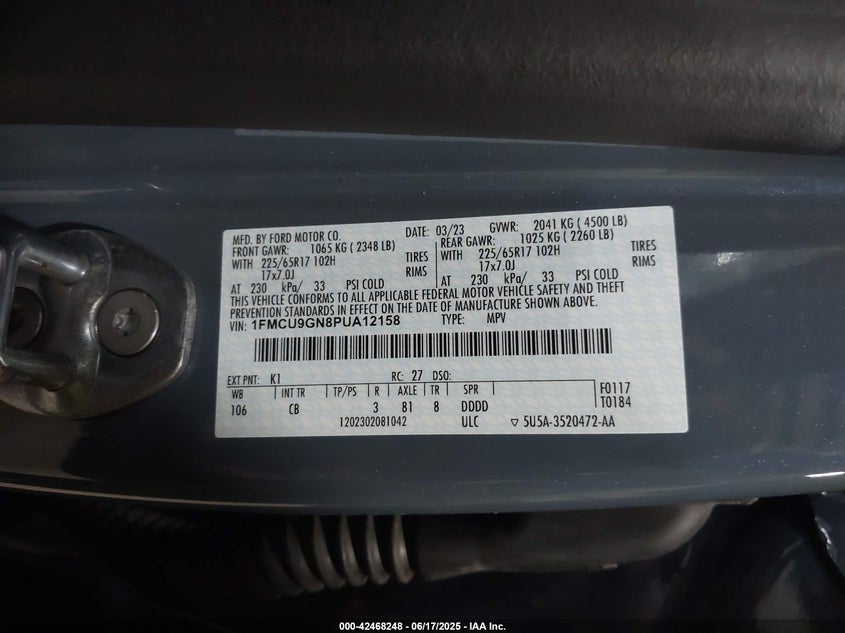 MFD. BY FORD MOTOR CO.
DATE: 03/23 GVWR: 2041 KG ( 4500 LB)
FRONT GAWR: 1065 KG ( 2348 LB) REAR GAWR: 1025 KG ( 2260 LB)
WITH 225/65R17 102H TIRES WITH 225/65R17 102H TIRES
17x7.0J RIMS 17x7.0J RIMS
AT 230 kPa/ 33 PSI COLD AT 230 kPa/ 33 PSI COLD
THIS VEHICLE CONFORMS TO ALL APPLICABLE FEDERAL MOTOR VEHICLE SAFETY AND THEFT
PREVENTION STANDARDS IN EFFECT ON THE DATE OF MANUFACTURE SHOWN ABOVE.
VIN: 1FMCU9GN8PUA12158 TYPE: MPV
EXT PNT: K1 RC: 27 DSO:
WB INT TR TP/PS R AXLE TR SPR F0117
106 CB 3 81 8 DDDD T0184
1202302081042 ULC ▽ 5U5A-3520472-AA
000-42468248 - 06/17/2025 - IAA Inc.